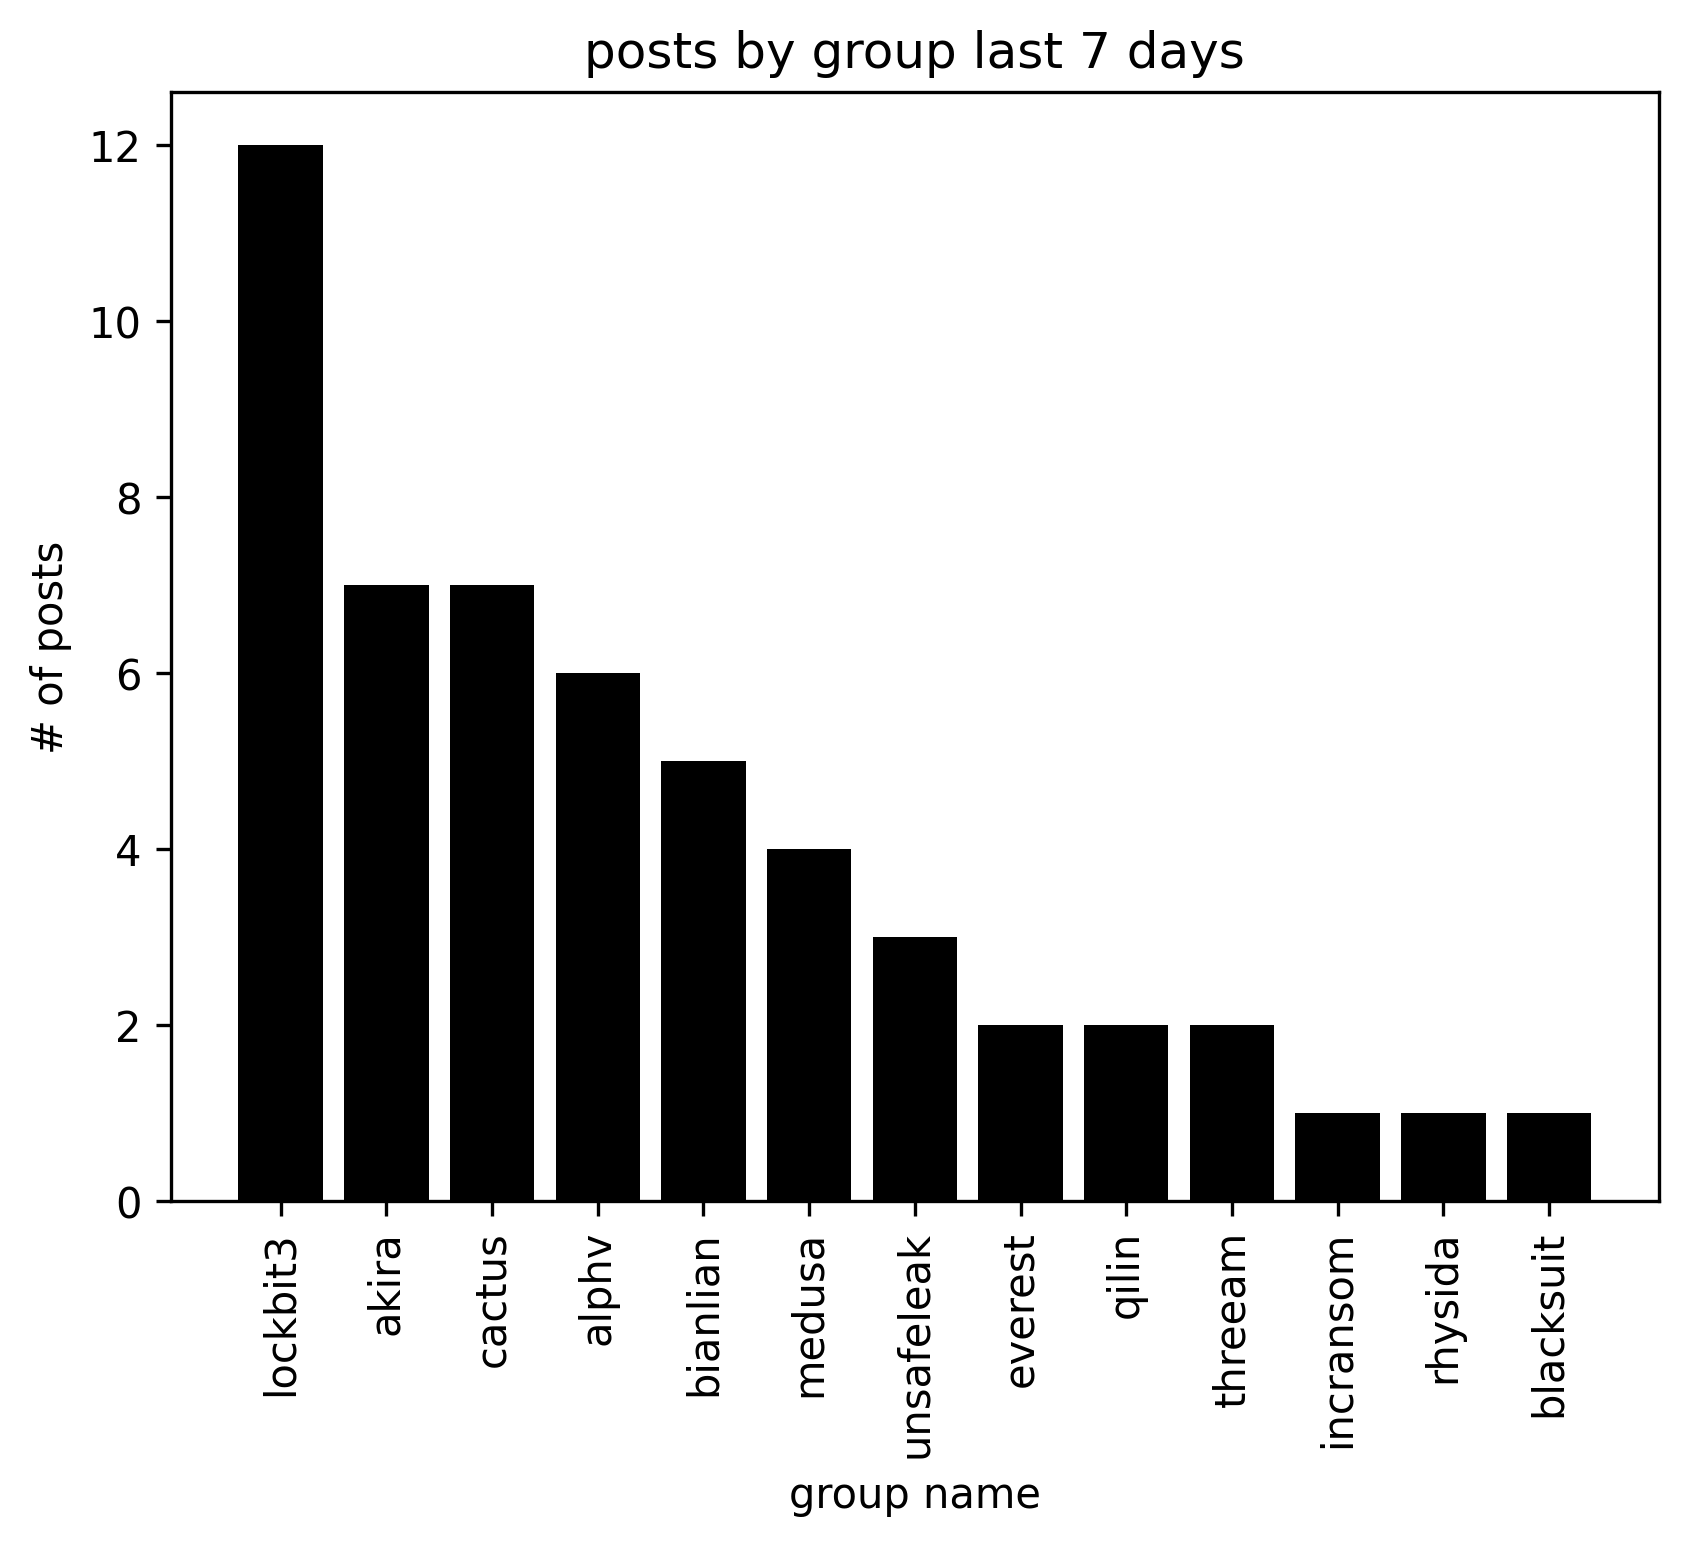 posts by group last 7 days
12
10
8
6
4
2
0
# of posts
lockbit3
akira
cactus
alphv
bianlian
medusa
unsafeleak
everest
qilin
threeam
incransom
rhysida
blacksuit
group name